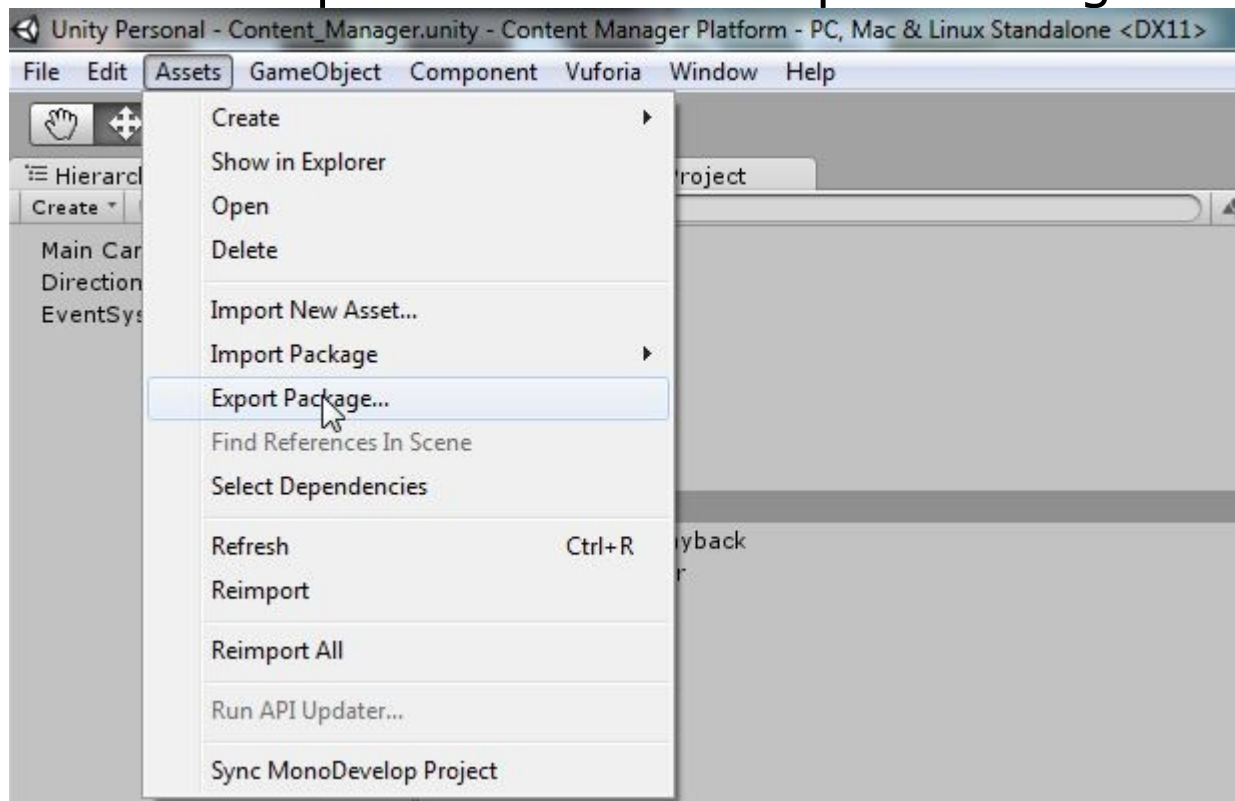 Unity Personal - Content_Manager.unity - Content Manager Platform - PC, Mac & Linux Standalone <DX11>
File Edit Assets GameObject Component Vuforia Window Help
Create
Show in Explorer
Hierarc roject
Open
Create
Delete
Main Car
Direction
EventSys
Import New Asset...
Import Package
Export Package...
Find References In Scene
Select Dependencies
Refresh Ctrl+R yback
Reimport
Reimport All
Run API Updater...
Sync MonoDevelop Project